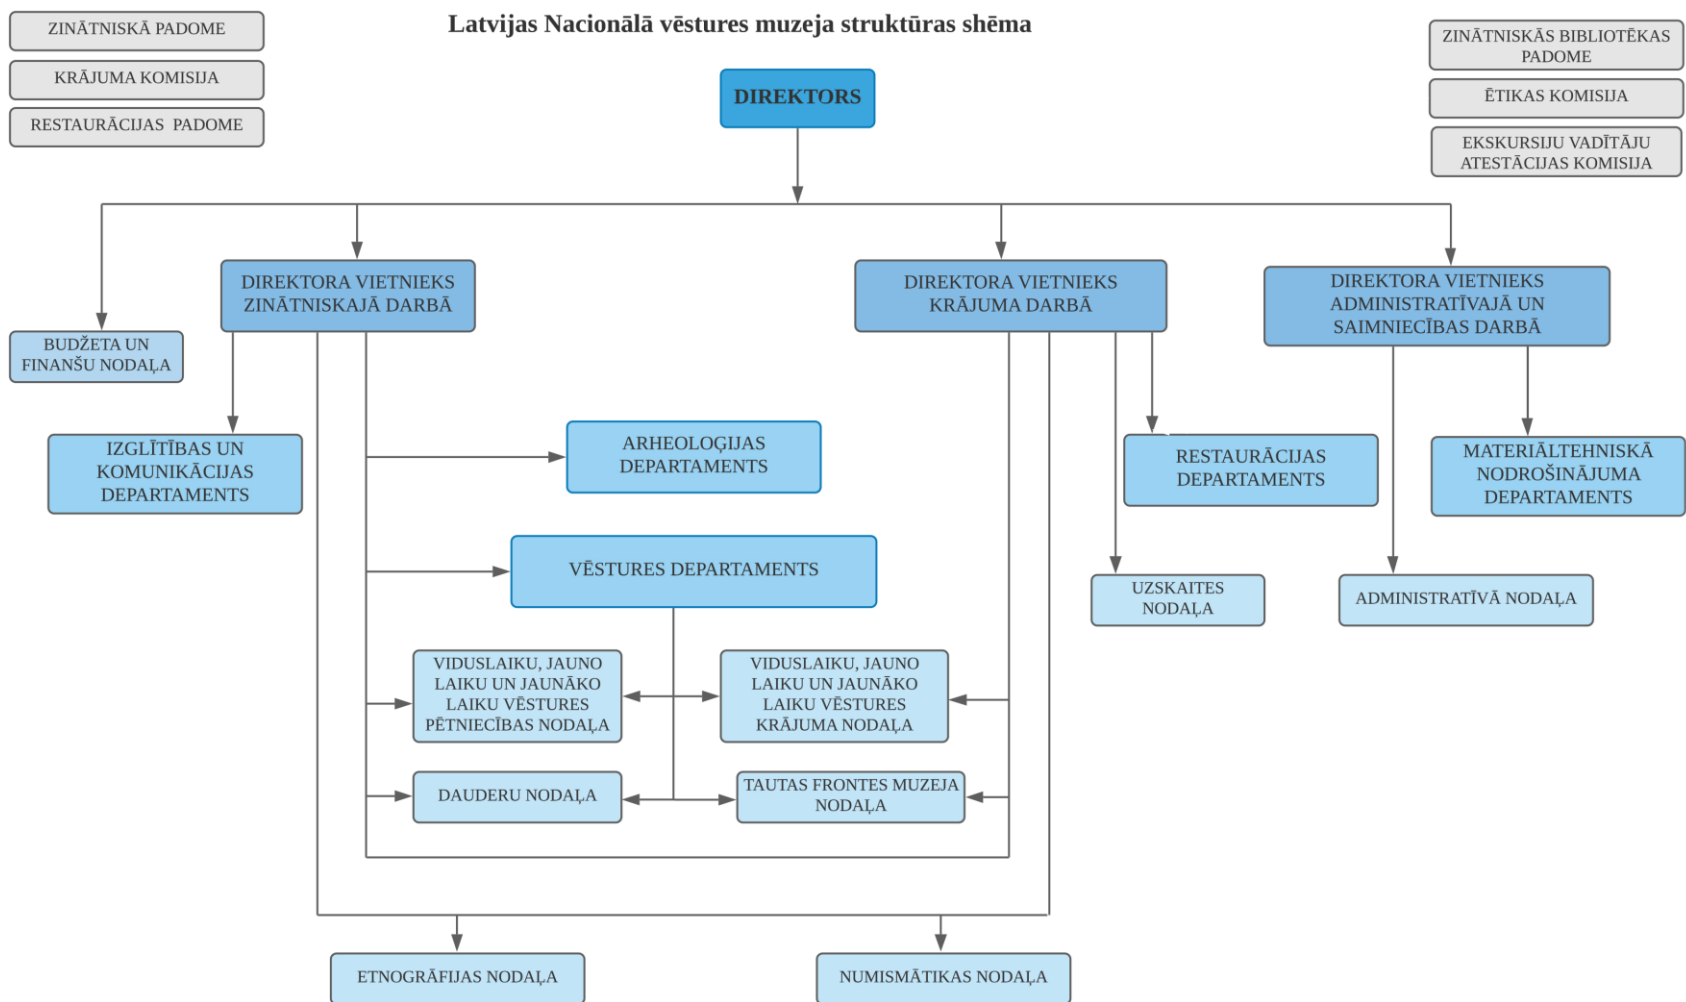 Latvijas Nacionālā vēstures muzeja struktūras shēma
ZINĀTNISKĀ PADOME
KRĀJUMA KOMISIJA
RESTAURĀCIJAS PADOME
ZINĀTNISKĀS BIBLIOTĒKAS
PADOME
ĒTIKAS KOMISIJA
EKSKURSIJU VADĪTĀJU
ATESTĀCIJAS KOMISIJA
DIREKTORS
DIREKTORA VIETNIEKS
ZINĀTNISKAJĀ DARBĀ
DIREKTORA VIETNIEKS
KRĀJUMA DARBĀ
DIREKTORA VIETNIEKS
ADMINISTRATĪVAJĀ UN
SAIMNIECĪBAS DARBĀ
BUDŽETA UN
FINANŠU NODAĻA
IZGLĪTĪBAS UN
KOMUNIKĀCIJAS
DEPARTAMENTS
ARHEOLOĢIJAS
DEPARTAMENTS
RESTAURĀCIJAS
DEPARTAMENTS
MATERIĀLTEHNISKĀ
NODROŠINĀJUMA
DEPARTAMENTS
VĒSTURES DEPARTAMENTS
UZSKAITES
NODAĻA
ADMINISTRATĪVĀ NODAĻA
VIDUSLAIKU, JAUNO
LAIKU UN JAUNĀKO
LAIKU VĒSTURES
PĒTNIECĪBAS NODAĻA
VIDUSLAIKU, JAUNO
LAIKU UN JAUNĀKO
LAIKU VĒSTURES
KRĀJUMA NODAĻA
DAUDERU NODAĻA
TAUTAS FRONTES MUZEJA
NODAĻA
ETNOGRĀFIJAS NODAĻA
NUMISMĀTIKAS NODAĻA